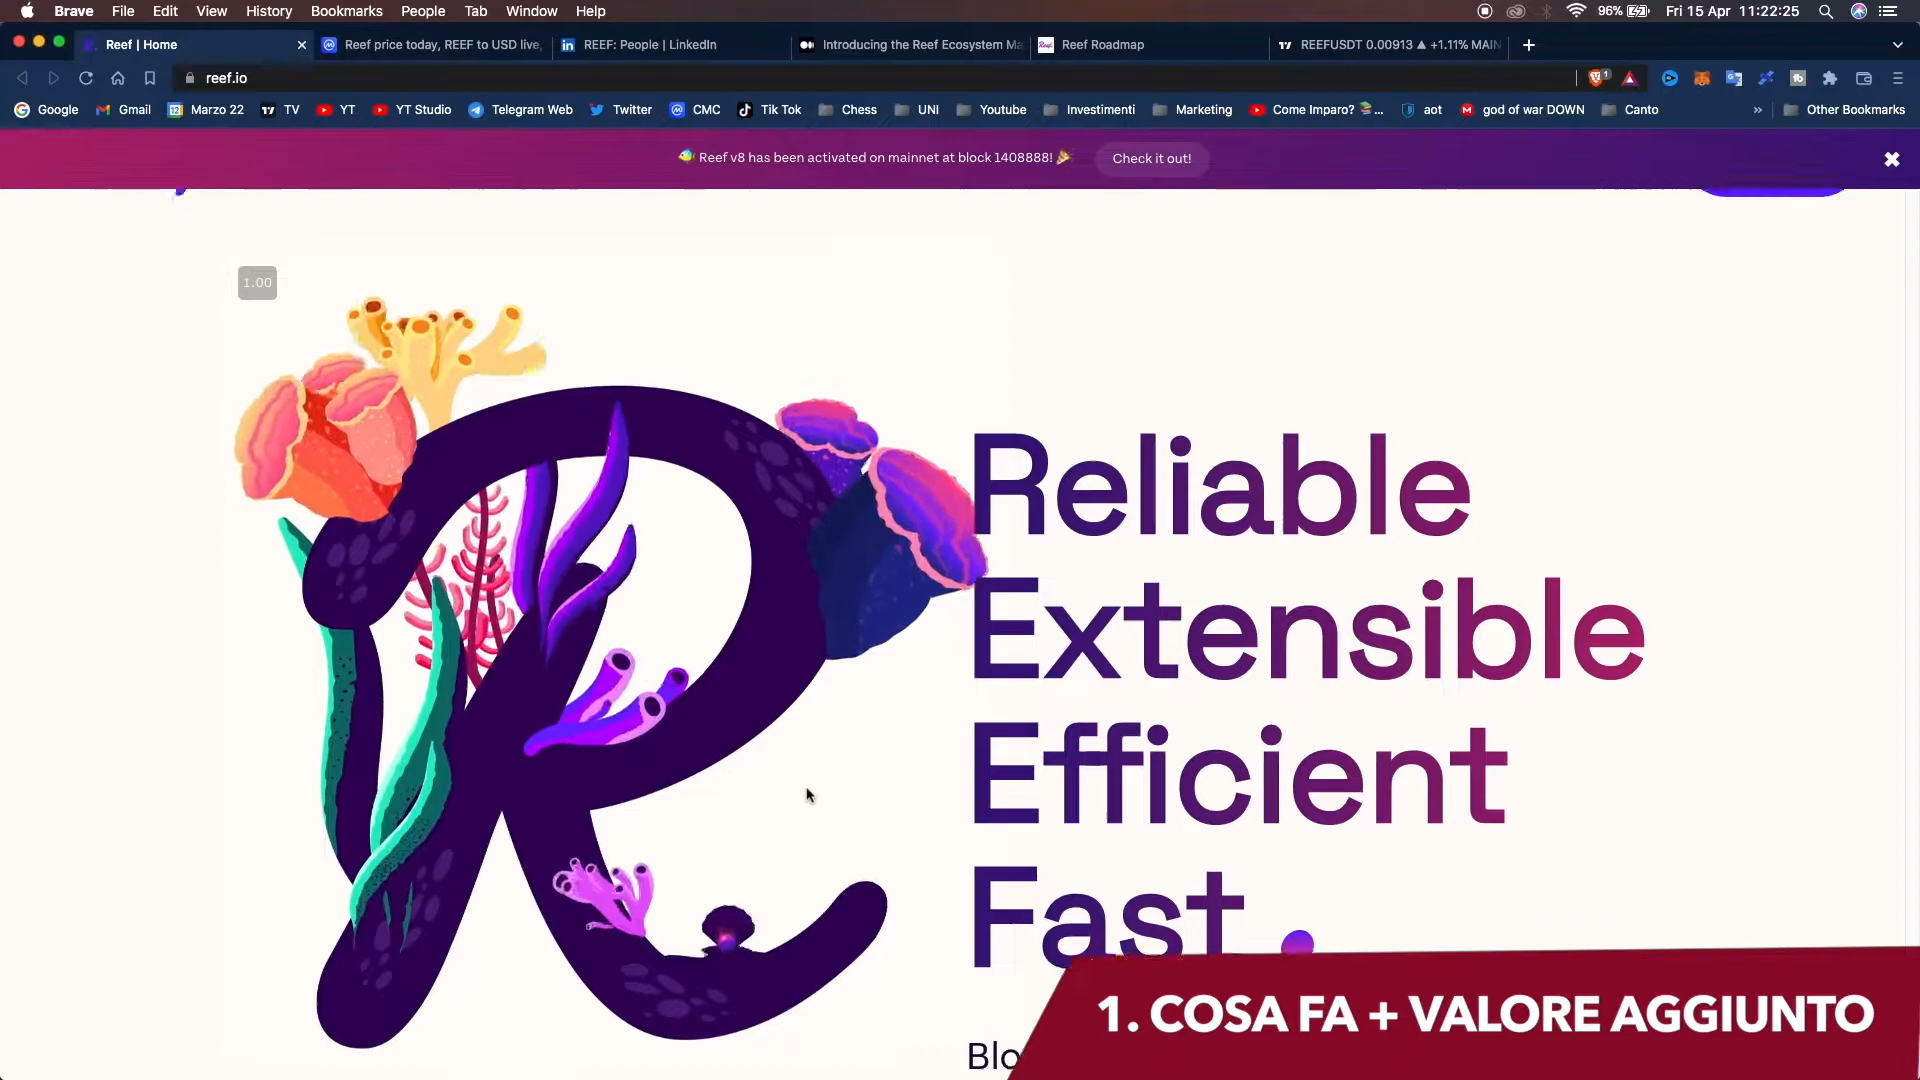 Brave File Edit View History Bookmarks People Tab Window Help 96% Fri 15 Apr 11:22:25
Reef | Home Reef price today, REEF to USD live, REEF: People | LinkedIn Introducing the Reef Ecosystem Ma Reef Roadmap REEFUSDT 0.00913 ▲ +1.11% MAIN
reef.io 1
Google Gmail 12 Marzo 22 TV YT YT Studio Telegram Web Twitter CMC Tik Tok Chess UNI Youtube Investimenti Marketing Come Imparo? ... aot god of war DOWN Canto » Other Bookmarks
Reef v8 has been activated on mainnet at block 1408888! Check it out!
1.00
Reliable
Extensible
Efficient
Fast
Blo
1. COSA FA + VALORE AGGIUNTO